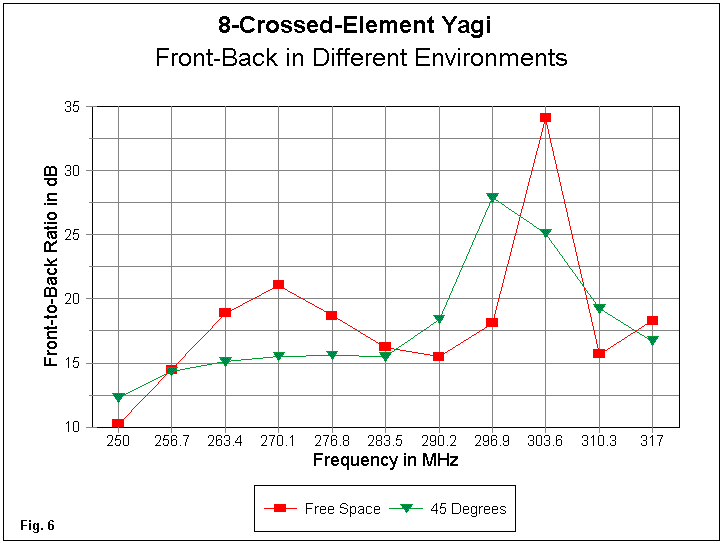 8-Crossed-Element Yagi
Front-Back in Different Environments
Front-to-Back Ratio in dB
35
30
25
20
15
10
250 256.7 263.4 270.1 276.8 283.5 290.2 296.9 303.6 310.3 317
Frequency in MHz
Free Space 45 Degrees
Fig. 6